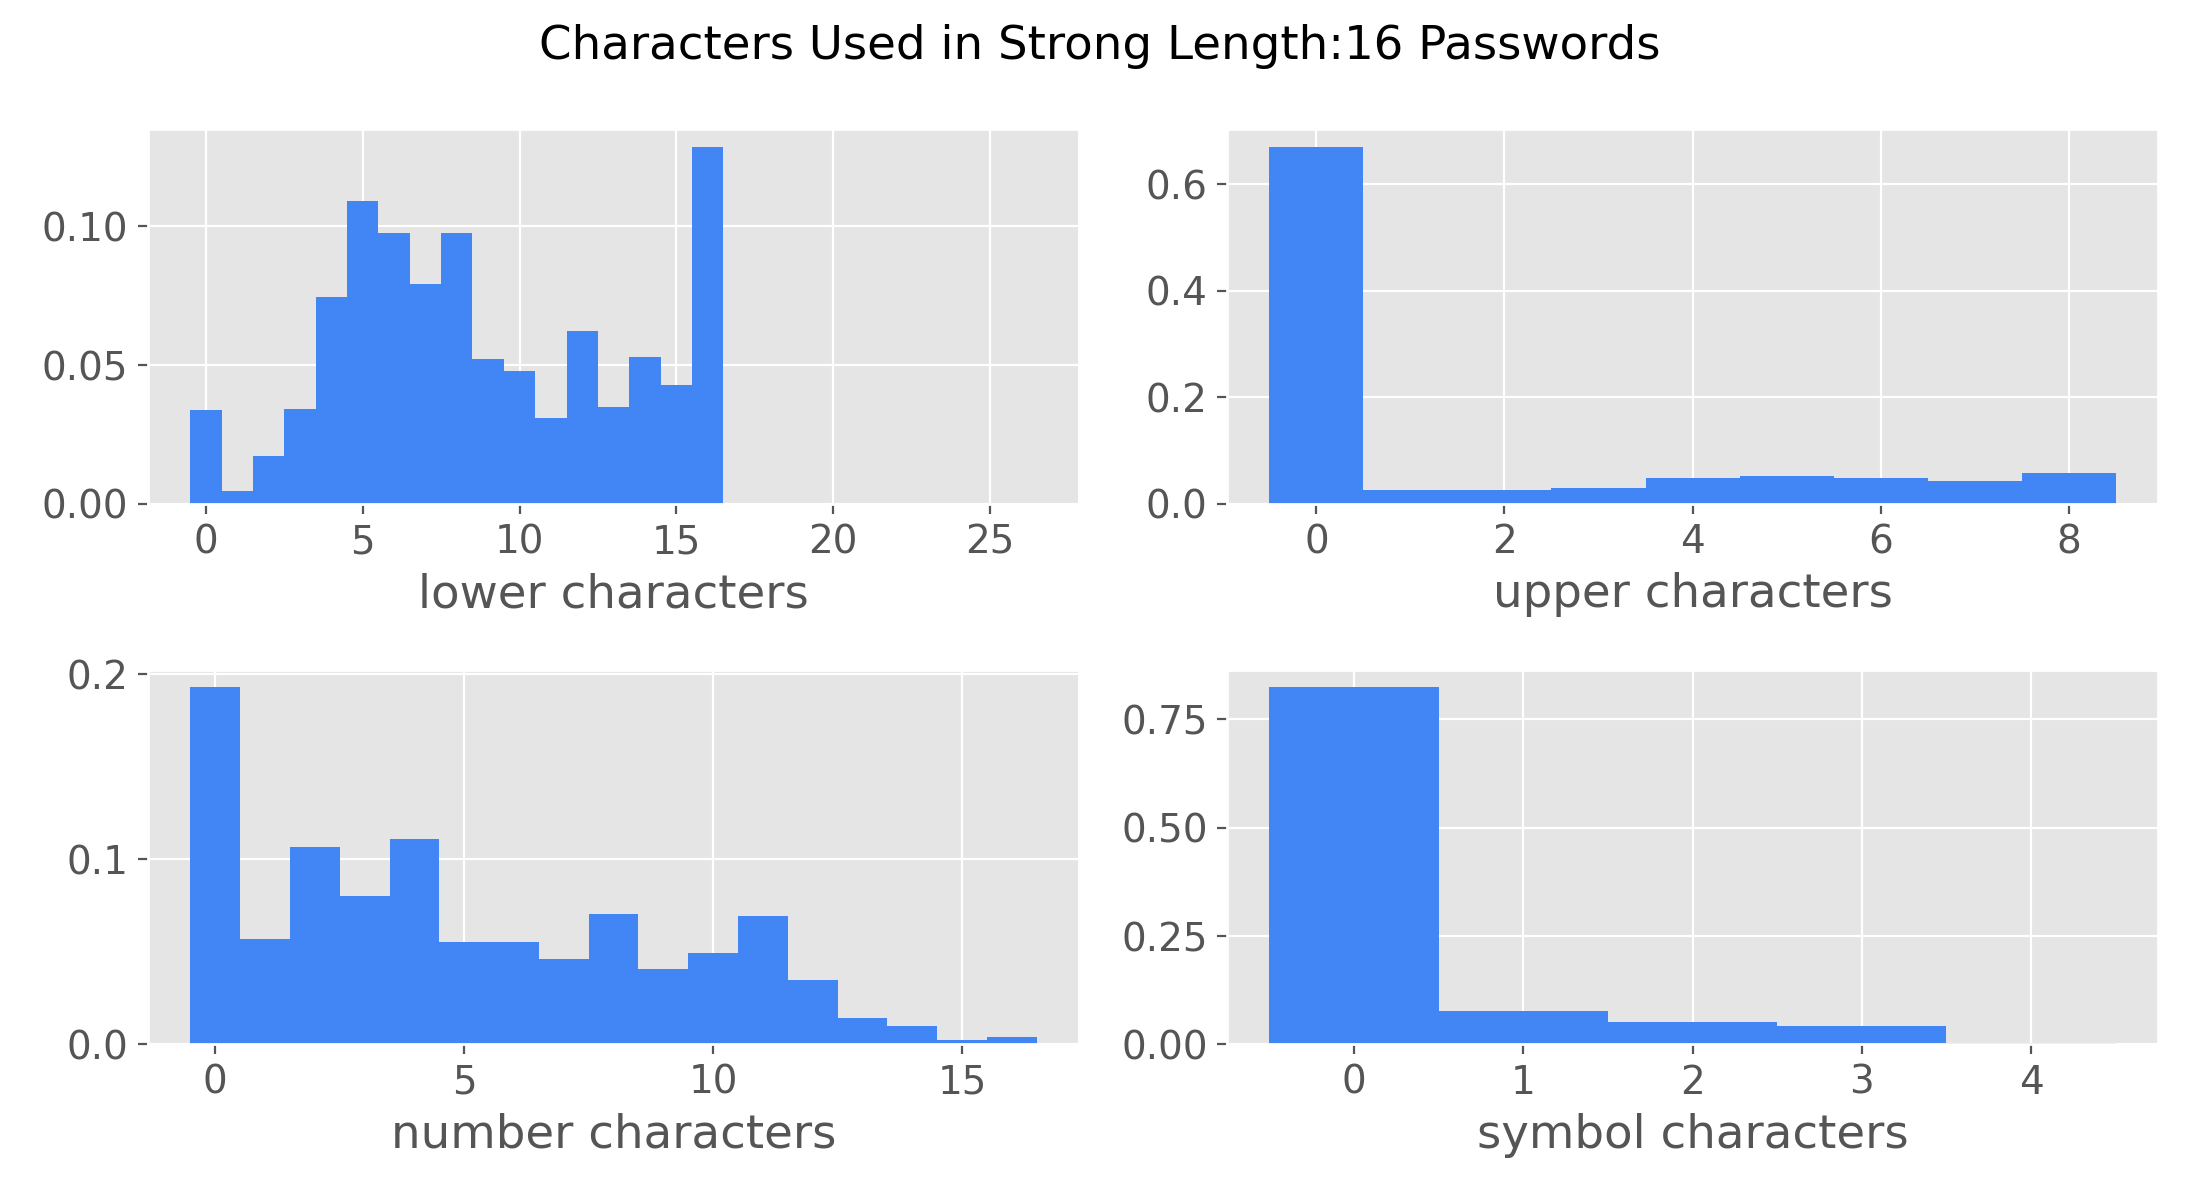 Characters Used in Strong Length:16 Passwords
0.10
0.05
0.00
0 5 10 15 20 25
lower characters
0.6
0.4
0.2
0.0
0 2 4 6 8
upper characters
0.2
0.1
0.0
0 5 10 15
number characters
0.75
0.50
0.25
0.00
0 1 2 3 4
symbol characters